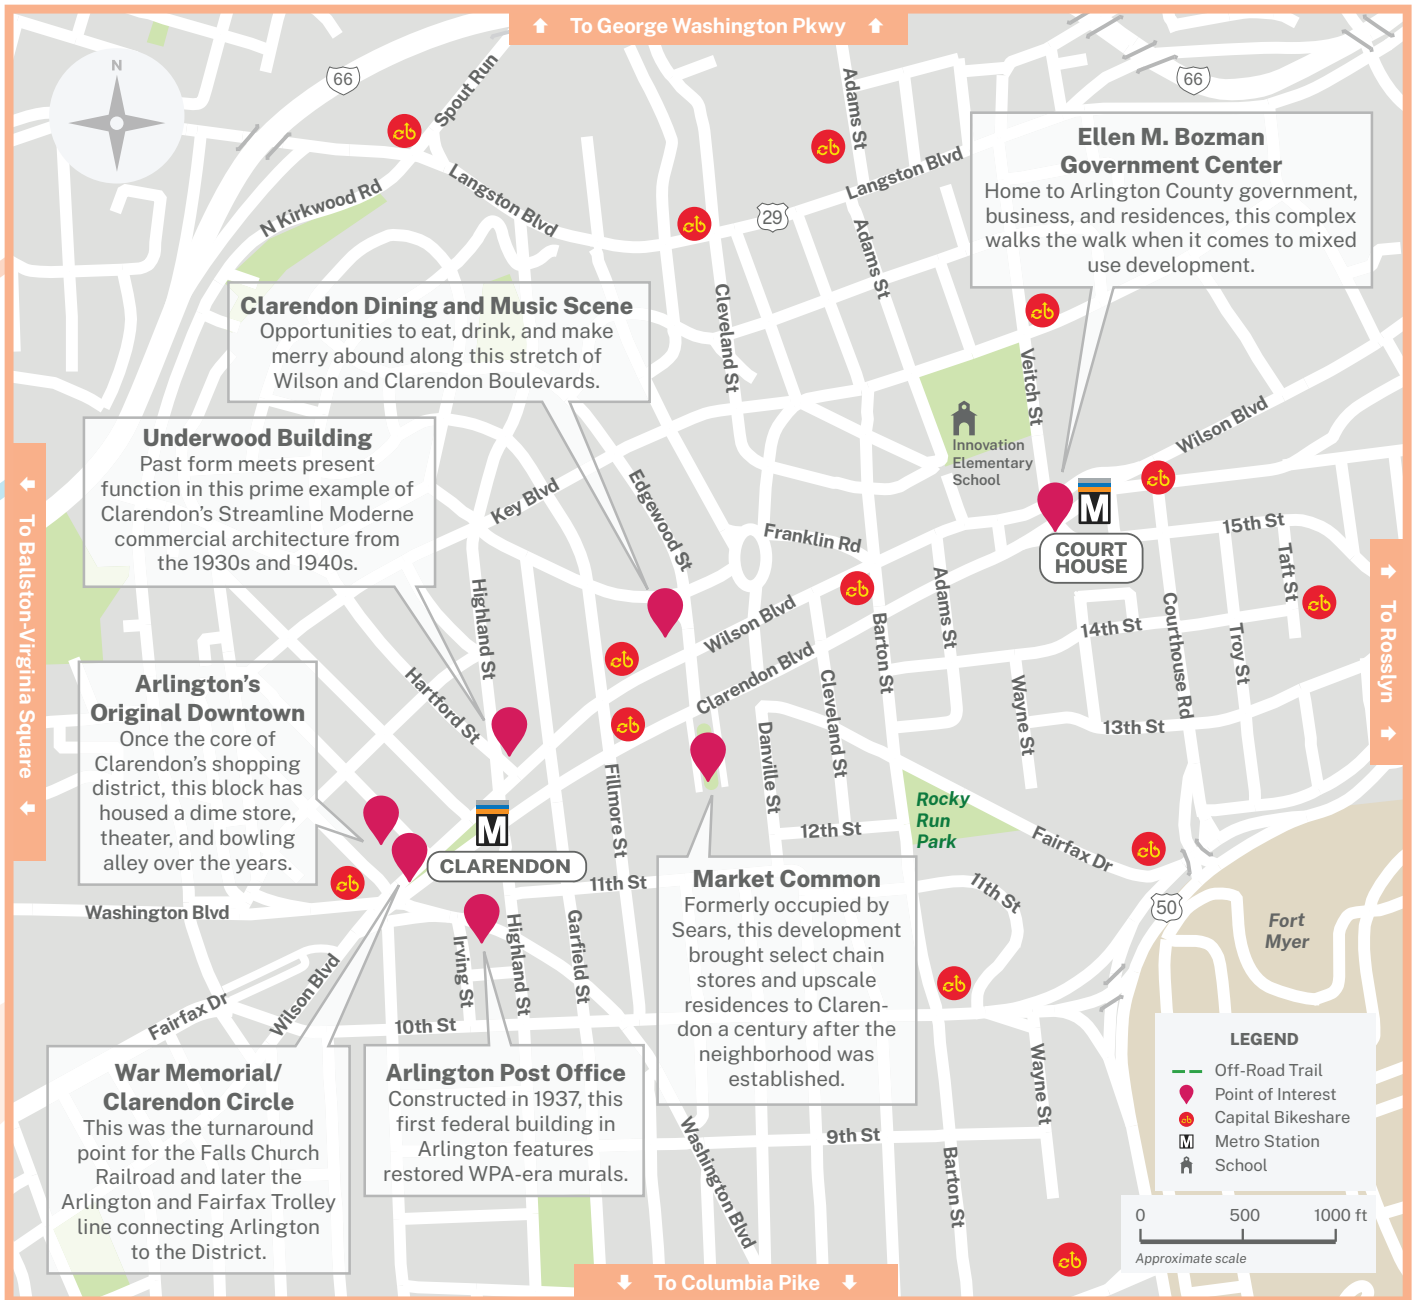 To George Washington Pkwy
N
66
Spout Run
Adams St
66
Ellen M. Bozman
Government Center
Home to Arlington County government,
business, and residences, this complex
walks the walk when it comes to mixed
use development.
N Kirkwood Rd
Langston Blvd
Langston Blvd
29
Adams St
Clarendon Dining and Music Scene
Opportunities to eat, drink, and make
merry abound along this stretch of
Wilson and Clarendon Boulevards.
Cleveland St
Veitch St
Wilson Blvd
Innovation
Elementary
School
Underwood Building
Past form meets present
function in this prime example of
Clarendon's Streamline Moderne
commercial architecture from
the 1930s and 1940s.
Key Blvd
Edgewood St
Franklin Rd
M
COURT
HOUSE
15th St
Taft St
To Ballston-Virginia Square
To Rosslyn
Highland St
Wilson Blvd
Adams St
Barton St
14th St
Courthouse Rd
Troy St
Arlington's
Original Downtown
Once the core of
Clarendon's shopping
district, this block has
housed a dime store,
theater, and bowling
alley over the years.
Hartford St
Clarendon Blvd
Cleveland St
Wayne St
13th St
Danville St
Fillmore St
M
CLARENDON
12th St
Rocky
Run
Park
Fairfax Dr
11th St
11th St
50
Washington Blvd
Market Common
Formerly occupied by
Sears, this development
brought select chain
stores and upscale
residences to Claren-
don a century after the
neighborhood was
established.
Fort
Myer
Irving St
Highland St
Garfield St
Wilson Blvd
Fairfax Dr
10th St
War Memorial/
Clarendon Circle
This was the turnaround
point for the Falls Church
Railroad and later the
Arlington and Fairfax Trolley
line connecting Arlington
to the District.
Arlington Post Office
Constructed in 1937, this
first federal building in
Arlington features
restored WPA-era murals.
Wayne St
9th St
Washington Blvd
Barton St
LEGEND
Off-Road Trail
Point of Interest
Capital Bikeshare
M Metro Station
School
0 500 1000 ft
Approximate scale
To Columbia Pike